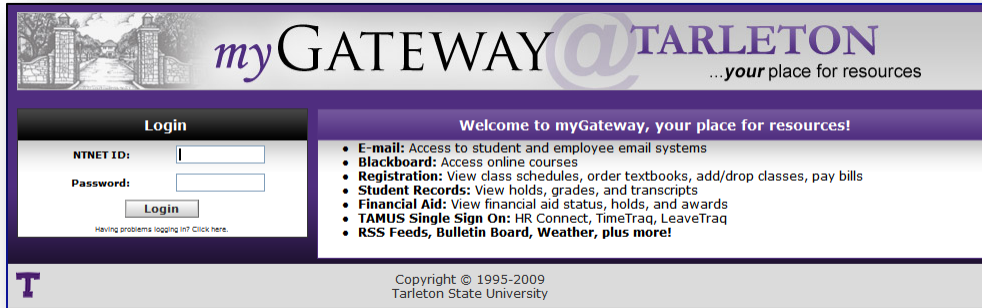 myGATEWAY@TARLETON
...your place for resources
Login
NTNET ID:
Password:
Login
Having problems logging in? Click here.
Welcome to myGateway, your place for resources!
• E-mail: Access to student and employee email systems
• Blackboard: Access online courses
• Registration: View class schedules, order textbooks, add/drop classes, pay bills
• Student Records: View holds, grades, and transcripts
• Financial Aid: View financial aid status, holds, and awards
• TAMUS Single Sign On: HR Connect, TimeTraq, LeaveTraq
• RSS Feeds, Bulletin Board, Weather, plus more!
T
Copyright © 1995-2009
Tarleton State University